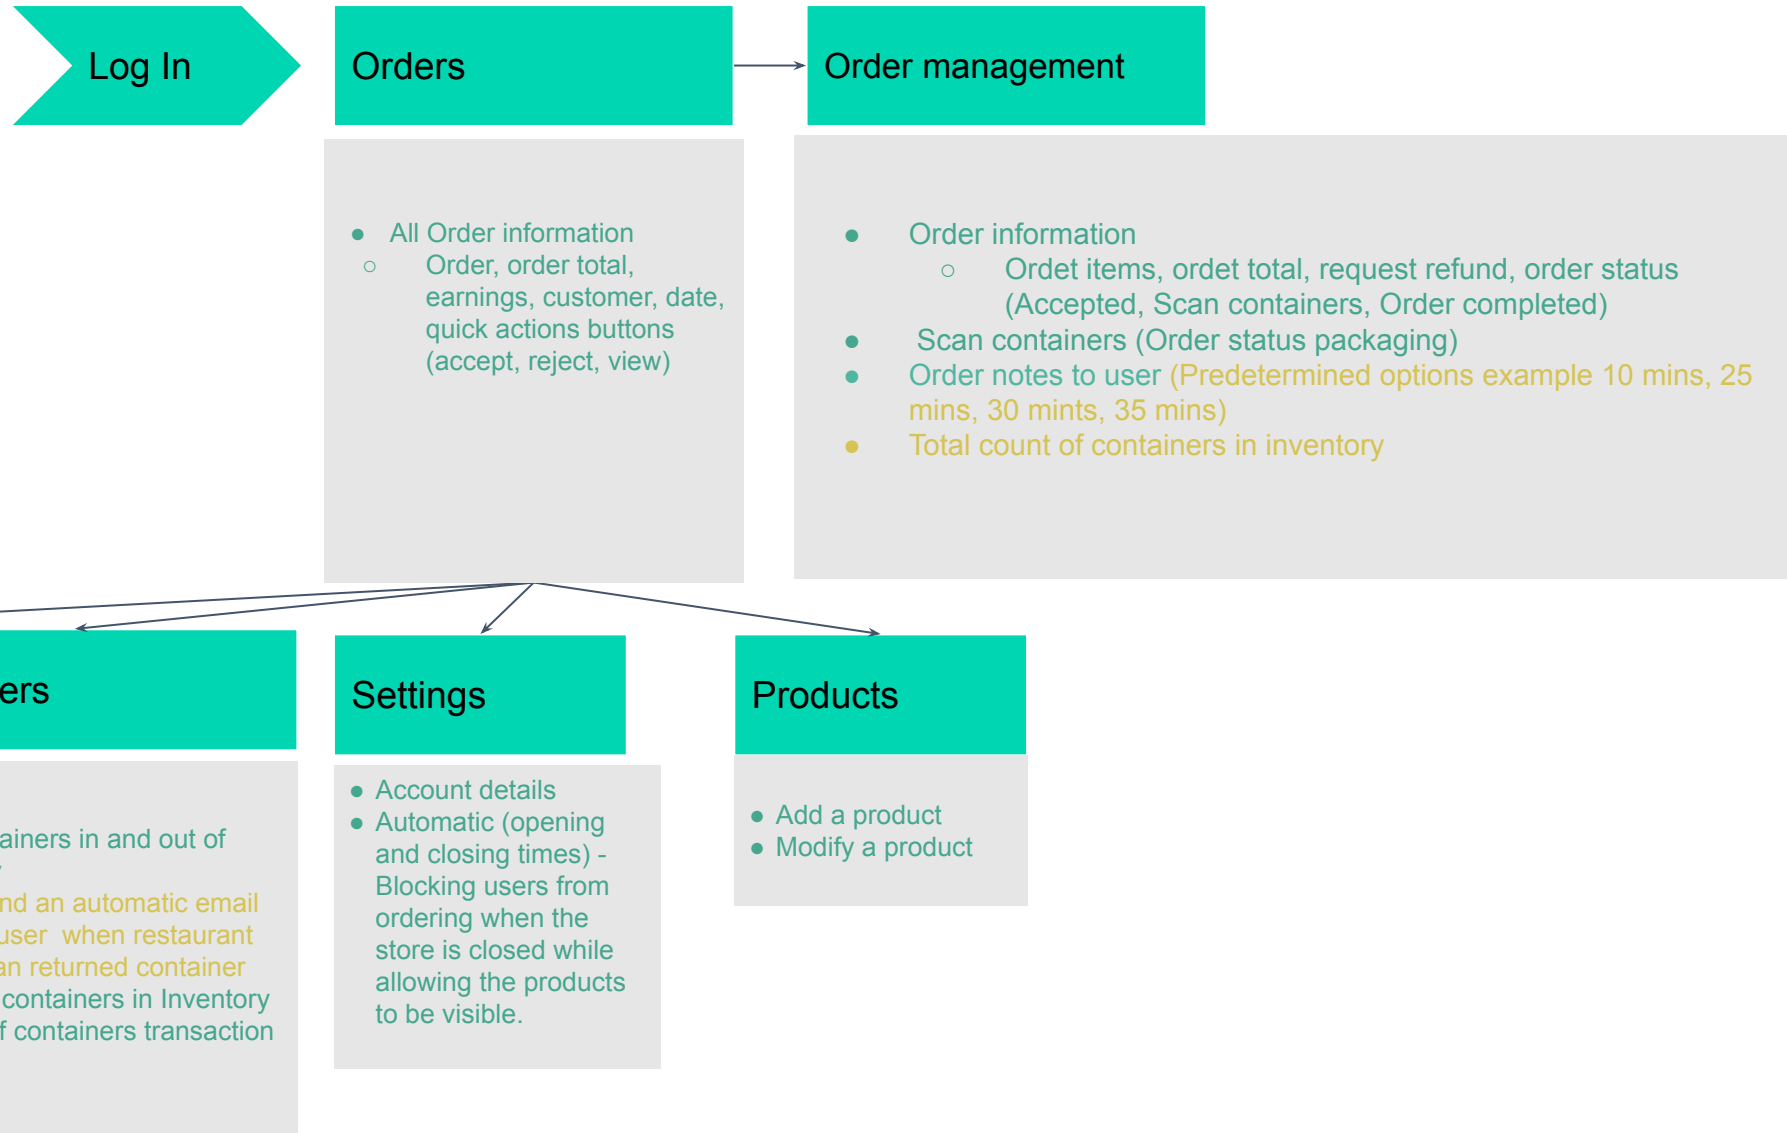 Log In
Orders
Order management
● All Order information
○ Order, order total,
earnings, customer, date,
quick actions buttons
(accept, reject, view)
● Order information
○ Ordet items, ordet total, request refund, order status
(Accepted, Scan containers, Order completed)
● Scan containers (Order status packaging)
● Order notes to user (Predetermined options example 10 mins, 25
mins, 30 mints, 35 mins)
● Total count of containers in inventory
ers
ainers in and out of
nd an automatic email
user when restaurant
an returned container
containers in Inventory
f containers transaction
Settings
● Account details
● Automatic (opening
and closing times) -
Blocking users from
ordering when the
store is closed while
allowing the products
to be visible.
Products
● Add a product
● Modify a product